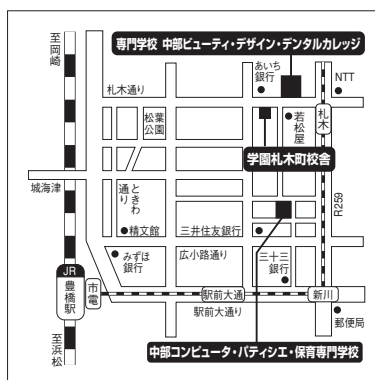 至岡崎
専門学校 中部ビューティ・デザイン・デンタルカレッジ
あいち
銀行
NTT
札木通り
松葉
公園
若松屋
札木
学園札木町校舎
城海津
ときわ
通り
R259
精文館
三井住友銀行
みずほ
銀行
広小路通り
三十三
銀行
JR
豊橋駅
市電
駅前大通
新川
駅前大通り
郵便局
至浜松
中部コンピュータ・パティシエ・保育専門学校